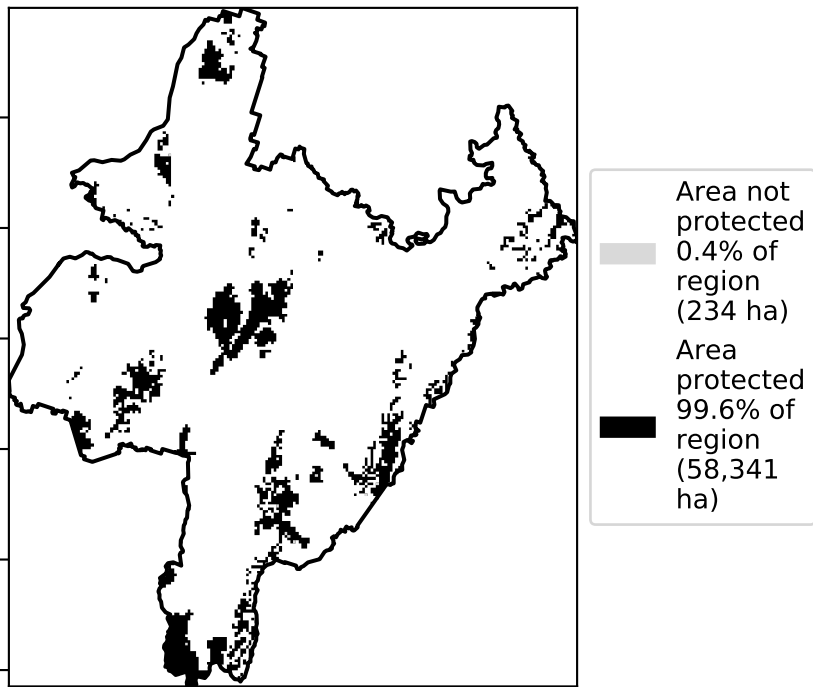 Area not
protected
0.4% of
region
(234 ha)
Area
protected
99.6% of
region
(58,341
ha)